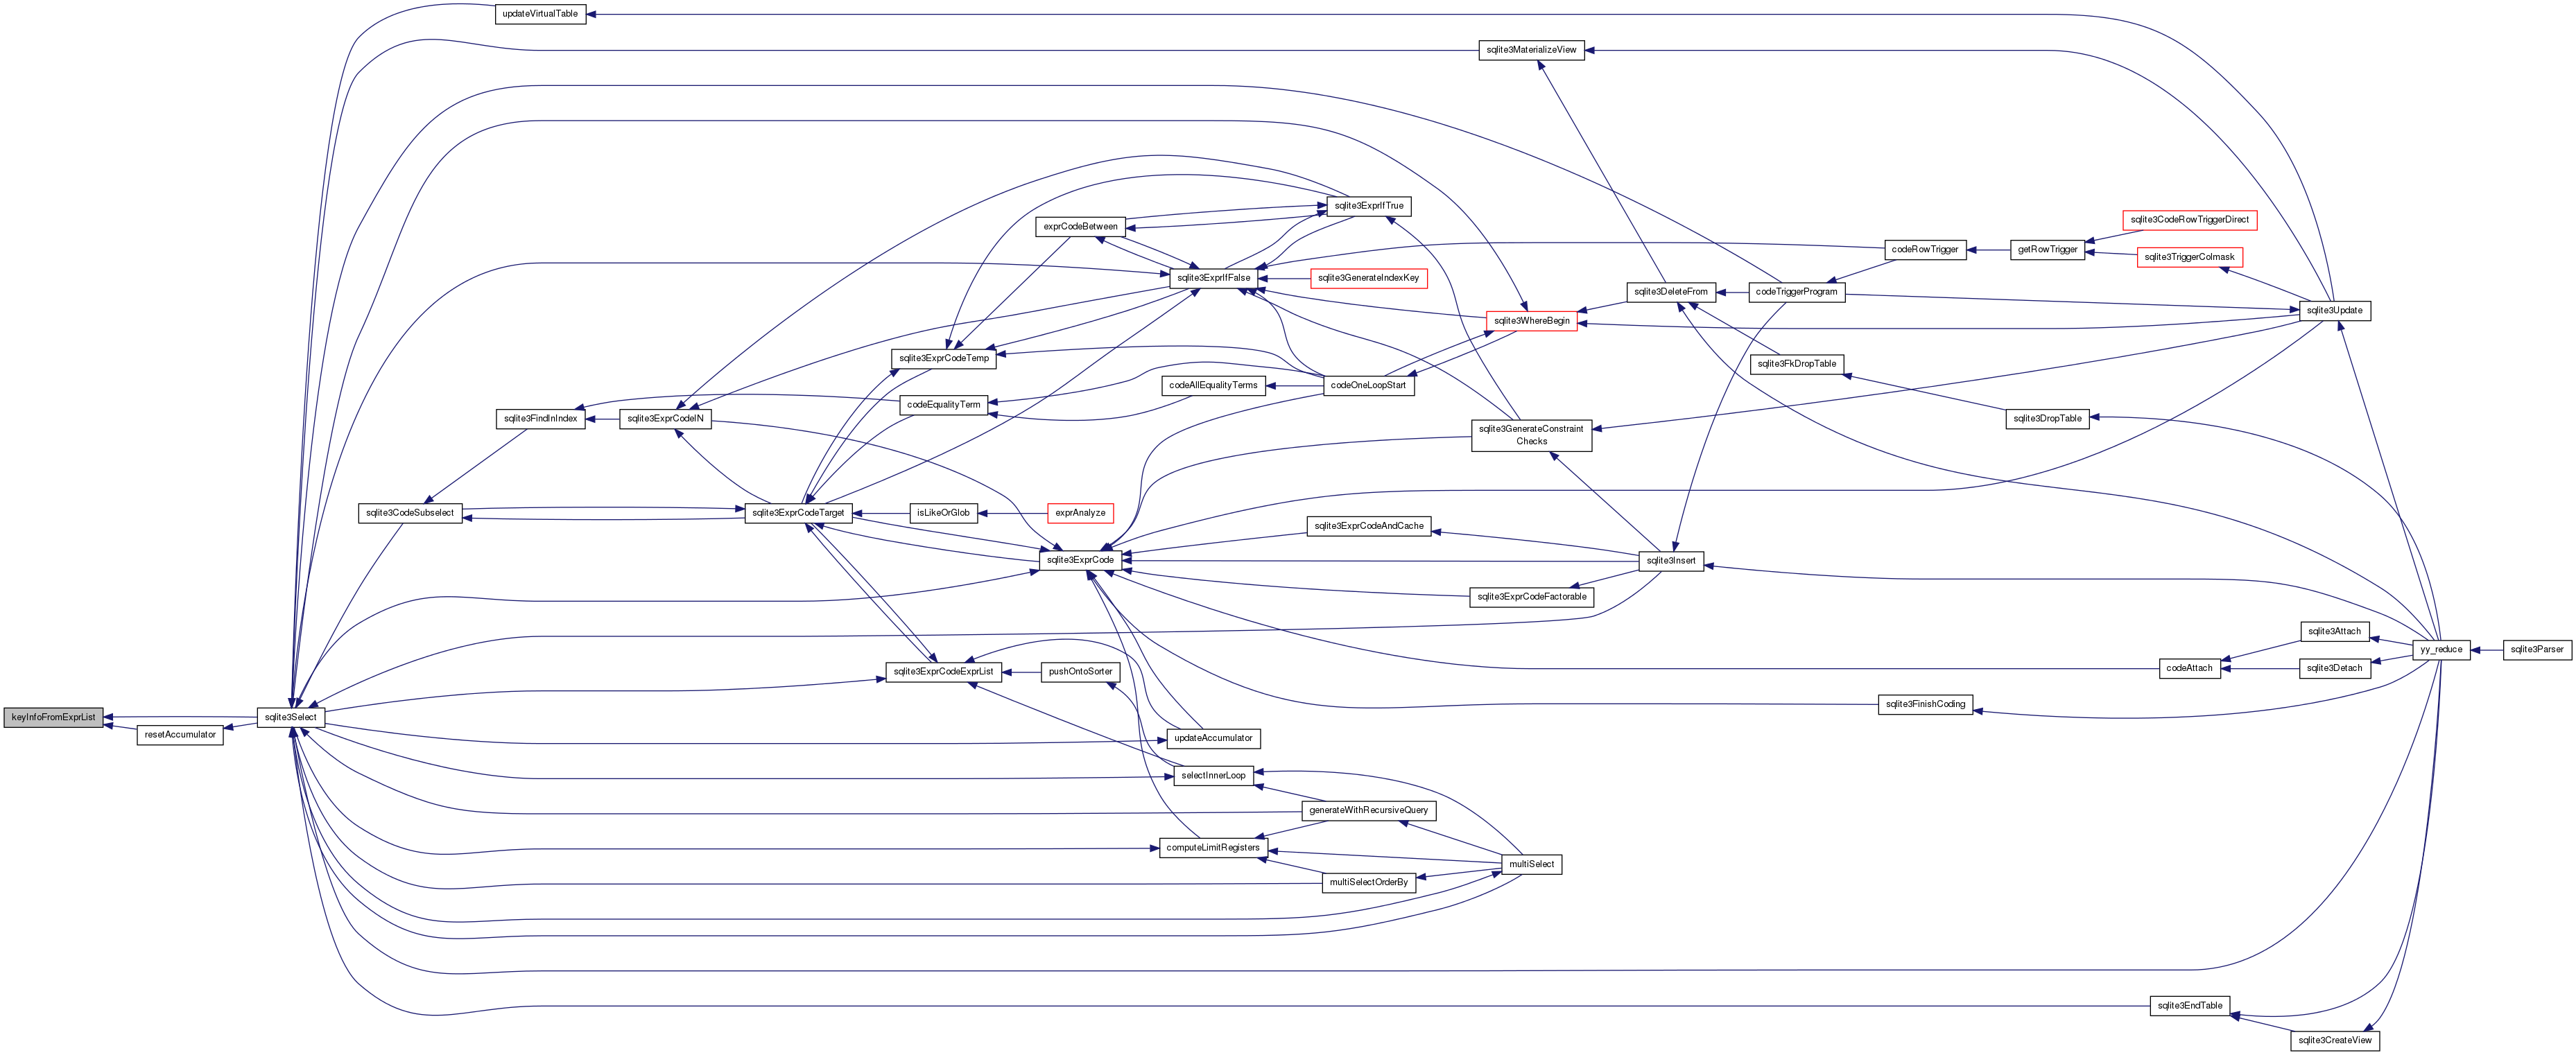 updateVirtualTable
sqlite3MaterializeView
sqlite3ExprIfTrue
sqlite3CodeRowTriggerDirect
exprCodeBetween
codeRowTrigger
getRowTrigger
sqlite3TriggerColmask
sqlite3ExprIfFalse
sqlite3GenerateIndexKey
sqlite3DeleteFrom
codeTriggerProgram
sqlite3Update
sqlite3WhereBegin
sqlite3ExprCodeTemp
sqlite3FkDropTable
codeAllEqualityTerms
codeOneLoopStart
codeEqualityTerm
sqlite3FindInIndex
sqlite3ExprCodeIN
sqlite3DropTable
sqlite3GenerateConstraint
Checks
sqlite3CodeSubselect
sqlite3ExprCodeTarget
isLikeOrGlob
exprAnalyze
sqlite3ExprCodeAndCache
sqlite3ExprCode
sqlite3Insert
sqlite3ExprCodeFactorable
sqlite3Attach
yy_reduce
sqlite3Parser
codeAttach
sqlite3Detach
sqlite3ExprCodeExprList
pushOntoSorter
sqlite3FinishCoding
keyInfoFromExprList
sqlite3Select
resetAccumulator
updateAccumulator
selectInnerLoop
generateWithRecursiveQuery
computeLimitRegisters
multiSelect
multiSelectOrderBy
sqlite3EndTable
sqlite3CreateView